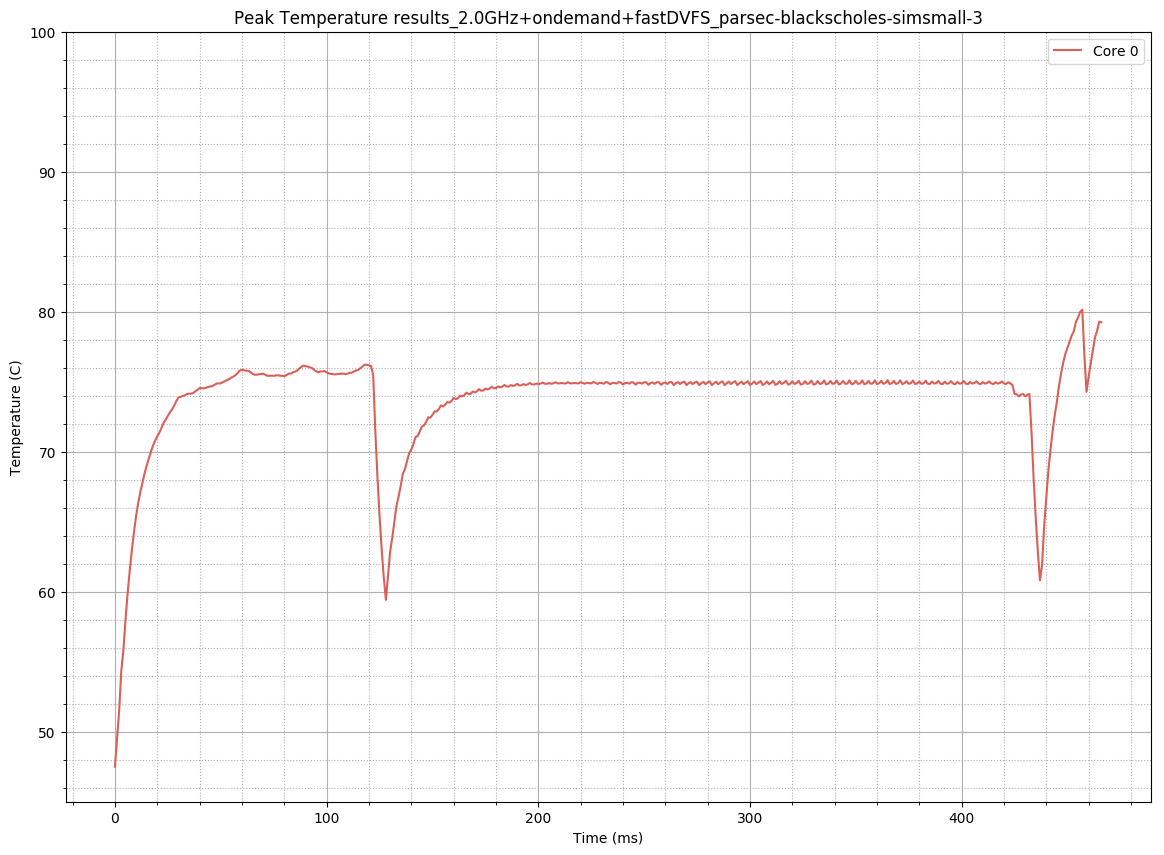 Peak Temperature results_2.0GHz+ondemand+fastDVFS_parsec-blackscholes-simsmall-3
Core 0
100
90
80
70
60
50
Temperature (C)
0 100 200 300 400
Time (ms)